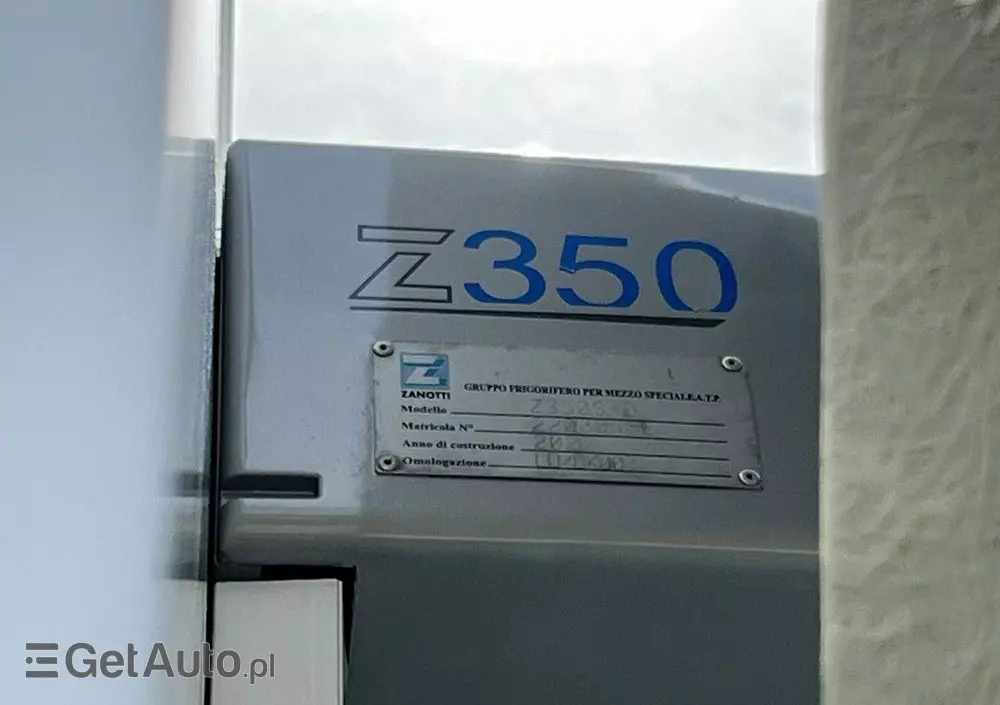 Z350
ZANOTTI
GRUPPO FRIGORIFERO PER MEZZO SPECIALE A.T.P.
Modello
Matricola N°
Anno di costruzione
Omologazione
GetAuto.pl